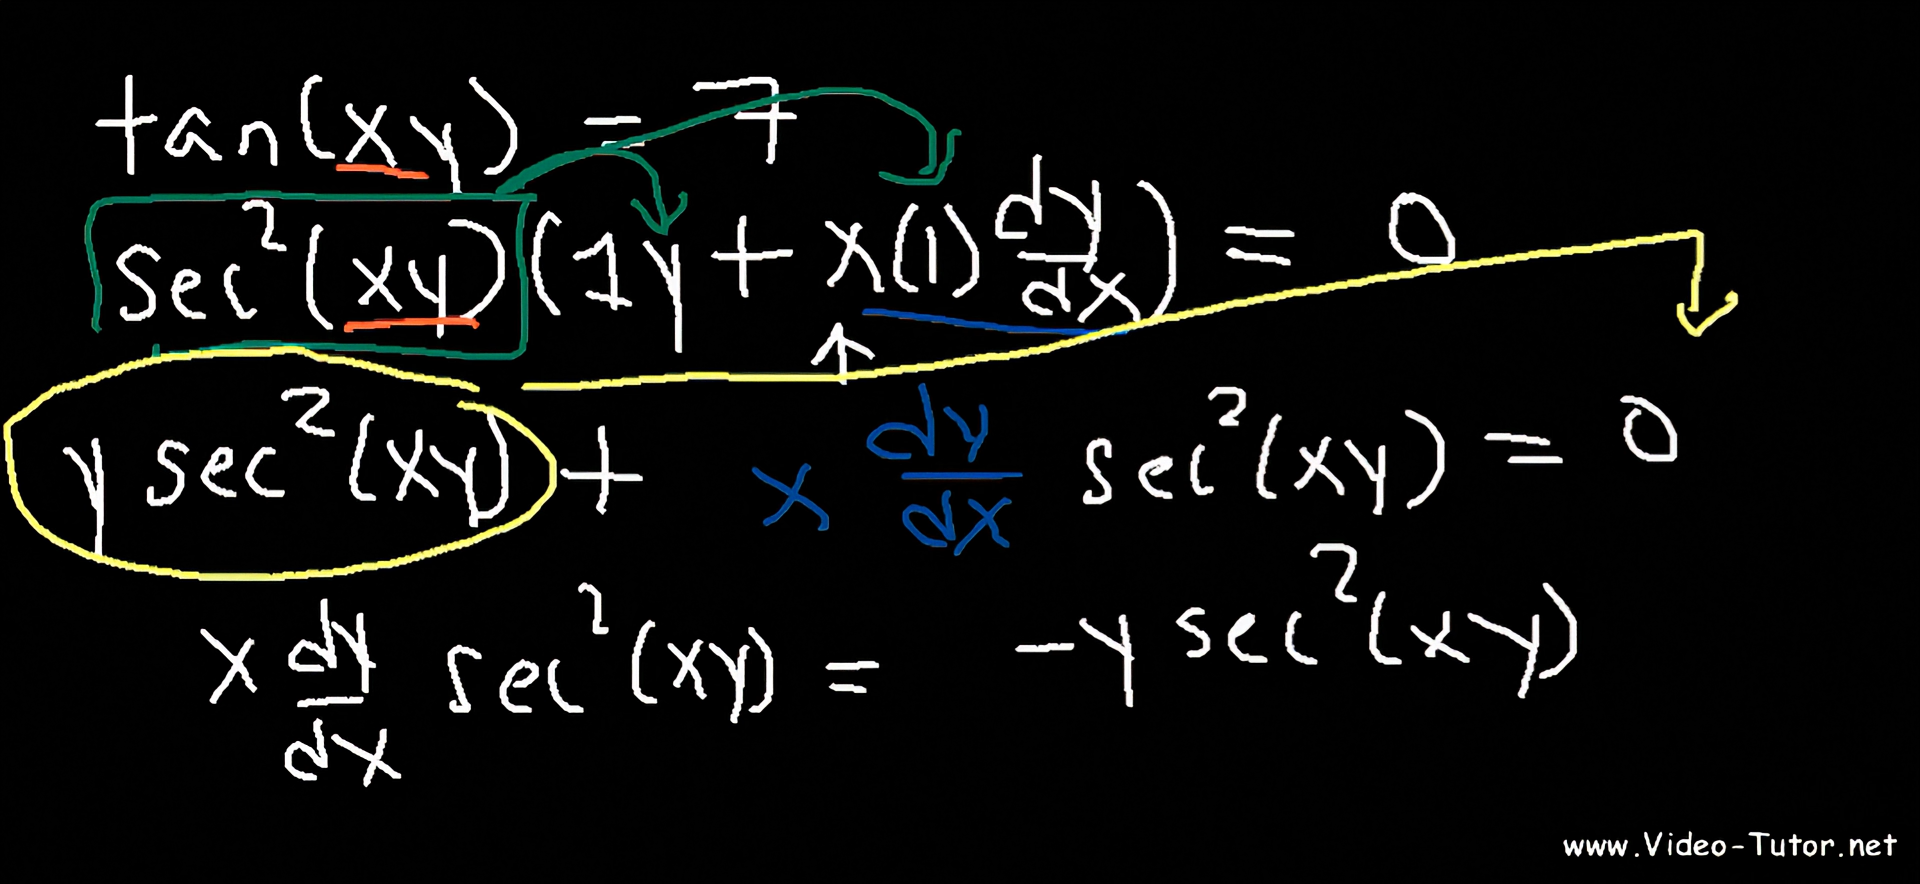 tan(xy) = 7
sec²(xy)(1y + x(1) dy/dx) = 0
y sec²(xy) + x dy/dx sec²(xy) = 0
x dy/dx sec²(xy) = -y sec²(xy)
www.Video-Tutor.net